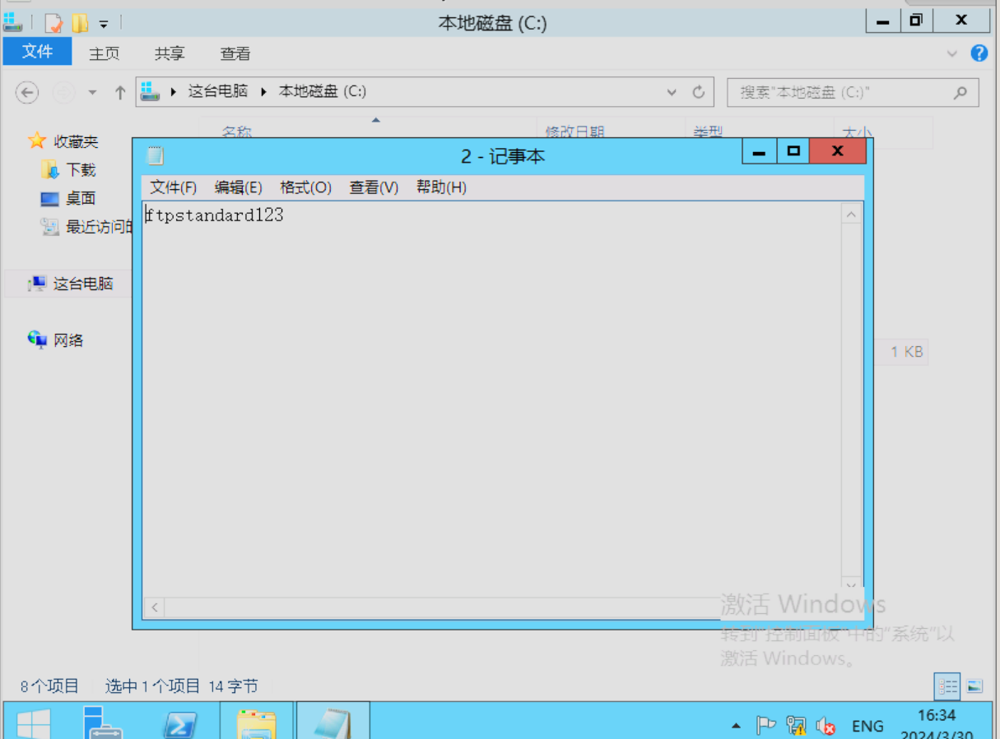 本地磁盘 (C:)
文件 主页 共享 查看
这台电脑 本地磁盘 (C:) 搜索"本地磁盘 (C:)"
名称 修改日期 类型 大小
收藏夹
下载
桌面
最近访问的
这台电脑
网络
2 - 记事本
文件(F) 编辑(E) 格式(O) 查看(V) 帮助(H)
ftpstandard123
1 KB
激活 Windows
转到"控制面板"中的"系统"以
激活 Windows。
8 个项目 选中 1 个项目 14 字节
16:34
ENG
2024/3/30